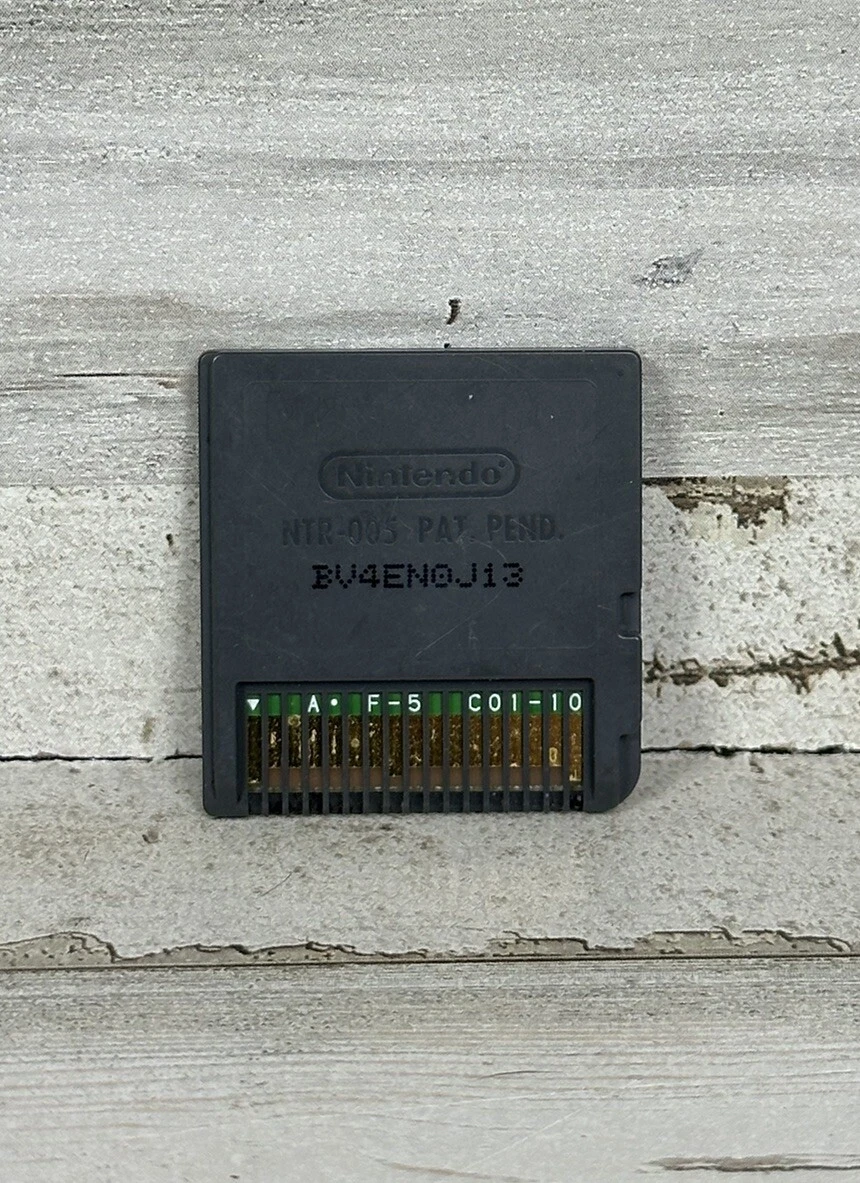 Nintendo®
NTR-005 PAT. PEND.
BV4EN0J13
▼ A • F-5 C01-10